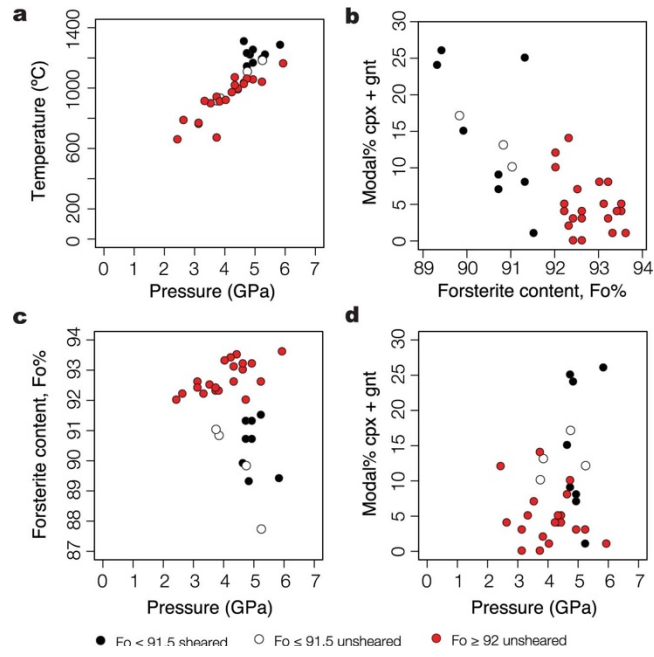 a
Temperature (ºC)
1400
1000
600
200
0
0 1 2 3 4 5 6 7
Pressure (GPa)
b
Modal% cpx + gnt
30
25
20
15
10
5
0
89 90 91 92 93 94
Forsterite content, Fo%
c
Forsterite content, Fo%
94
93
92
91
90
89
88
87
0 1 2 3 4 5 6 7
Pressure (GPa)
d
Modal% cpx + gnt
30
25
20
15
10
5
0
0 1 2 3 4 5 6 7
Pressure (GPa)
Fo ≤ 91.5 sheared Fo ≤ 91.5 unsheared Fo ≥ 92 unsheared